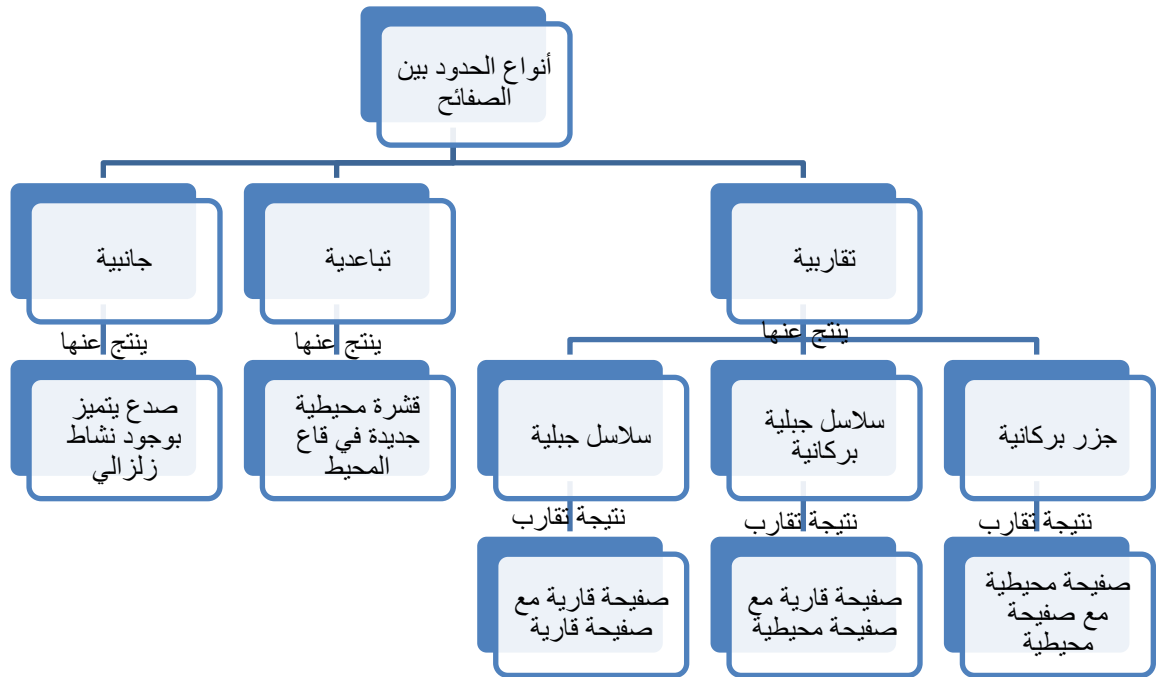 أنواع الحدود بين
الصفائح
تقاربية
تباعدية
جانبية
ينتج عنها
ينتج عنها
ينتج عنها
جزر بركانية
سلاسل جبلية
بركانية
سلاسل جبلية
قشرة محيطية
جديدة في قاع
المحيط
صدع يتميز
بوجود نشاط
زلزالي
نتيجة تقارب
نتيجة تقارب
نتيجة تقارب
صفيحة محيطية
مع صفيحة
محيطية
صفيحة قارية مع
صفيحة محيطية
صفيحة قارية مع
صفيحة قارية